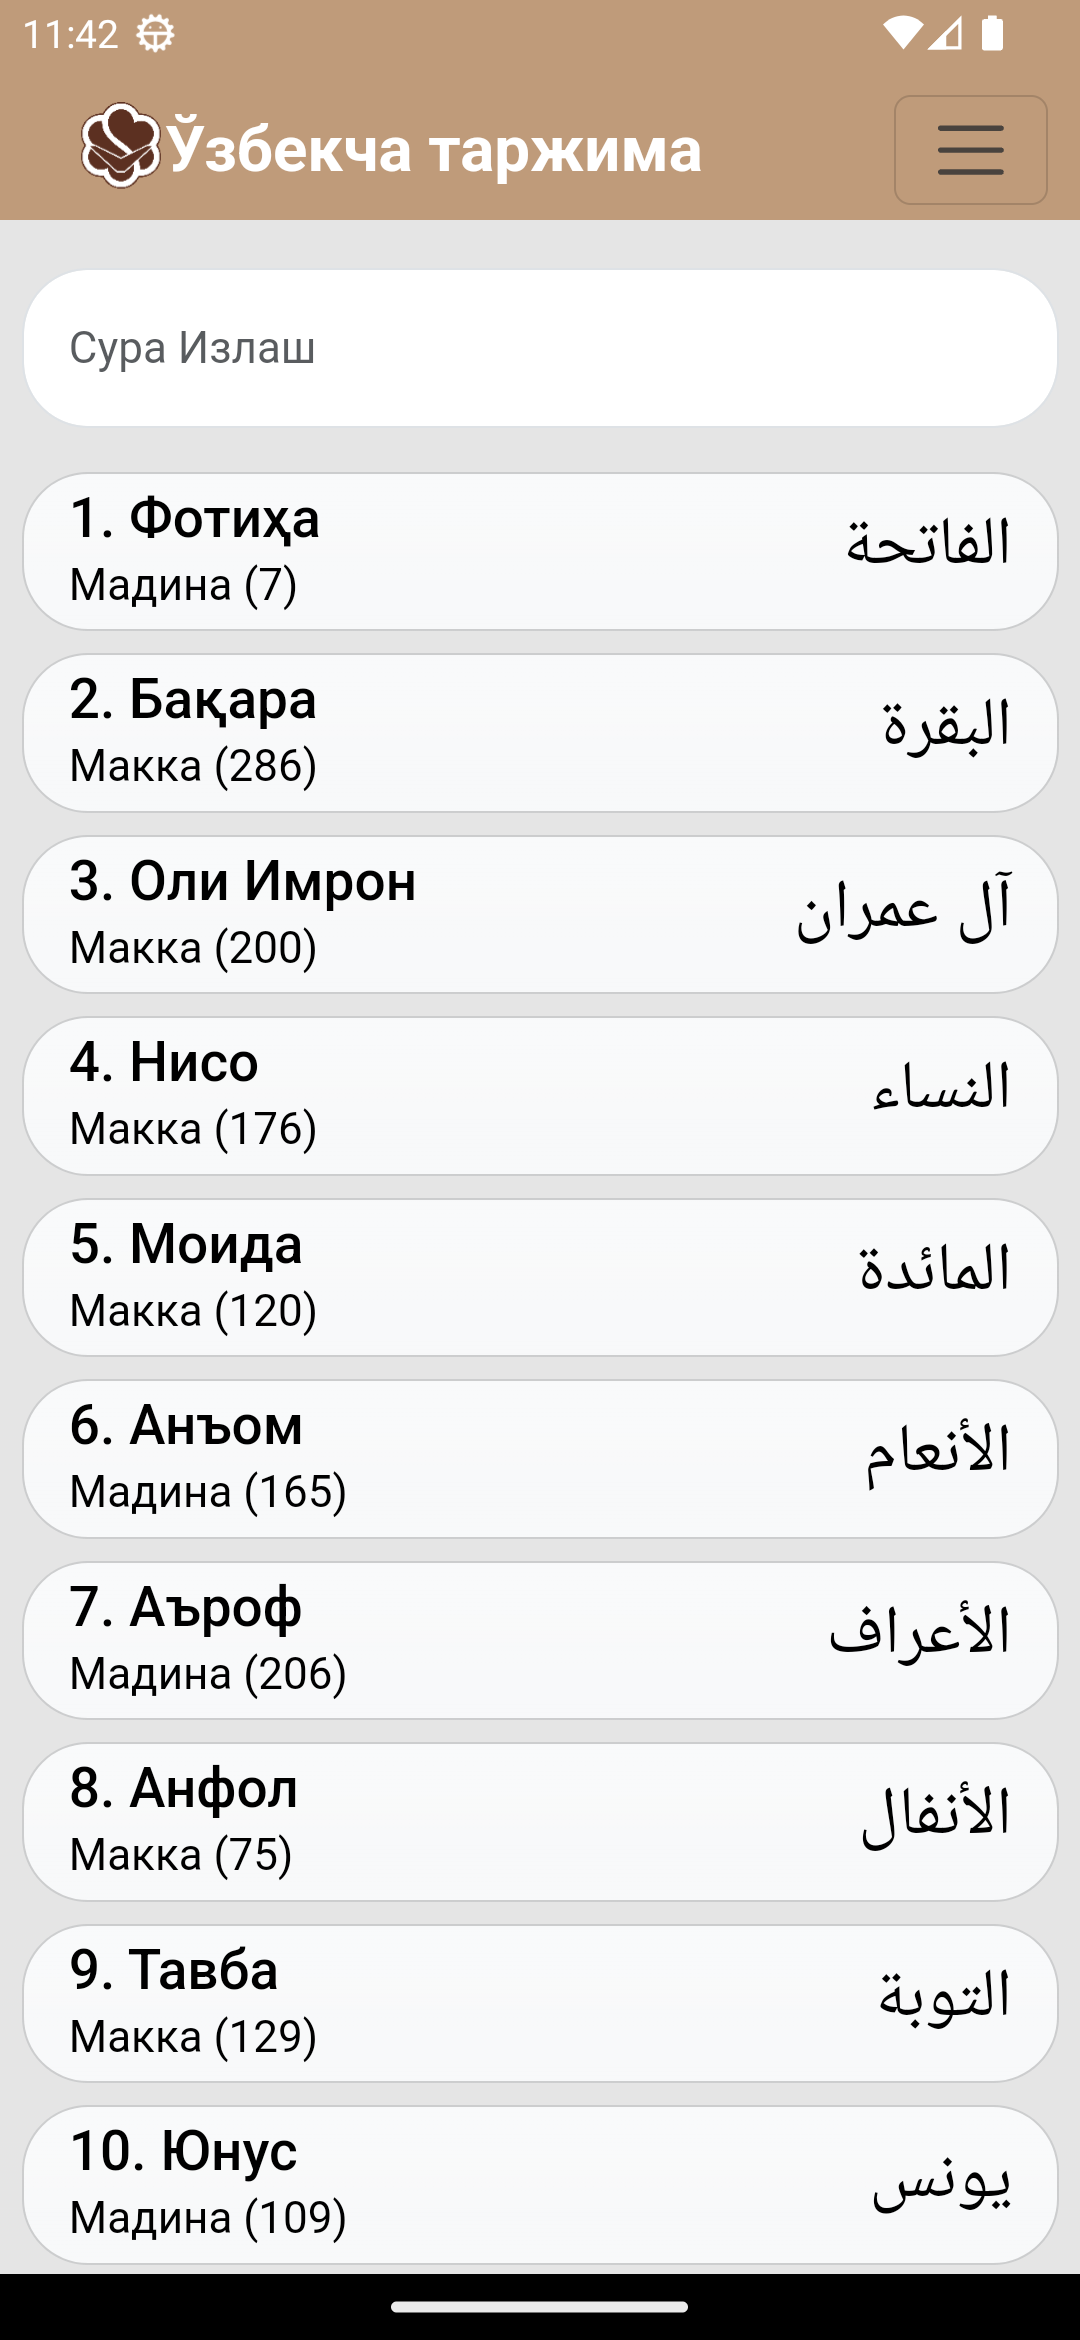 11:42
Ўзбекча таржима
Сура Излаш
1. Фотиҳа
الفاتحة
Мадина (7)
2. Бақара
البقرة
Макка (286)
3. Оли Имрон
آل عمران
Макка (200)
4. Нисо
النساء
Макка (176)
5. Моида
المائدة
Макка (120)
6. Анъом
الأنعام
Мадина (165)
7. Аъроф
الأعراف
Мадина (206)
8. Анфол
الأنفال
Макка (75)
9. Тавба
التوبة
Макка (129)
10. Юнус
يونس
Мадина (109)